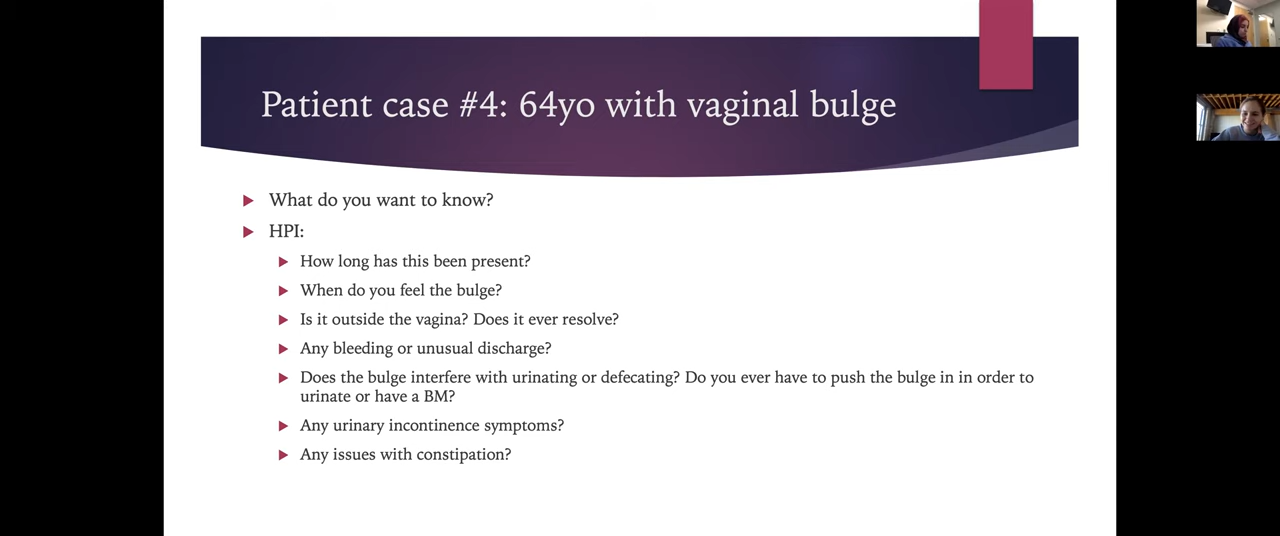 Patient case #4: 64yo with vaginal bulge
What do you want to know?
HPI:
How long has this been present?
When do you feel the bulge?
Is it outside the vagina? Does it ever resolve?
Any bleeding or unusual discharge?
Does the bulge interfere with urinating or defecating? Do you ever have to push the bulge in in order to
urinate or have a BM?
Any urinary incontinence symptoms?
Any issues with constipation?